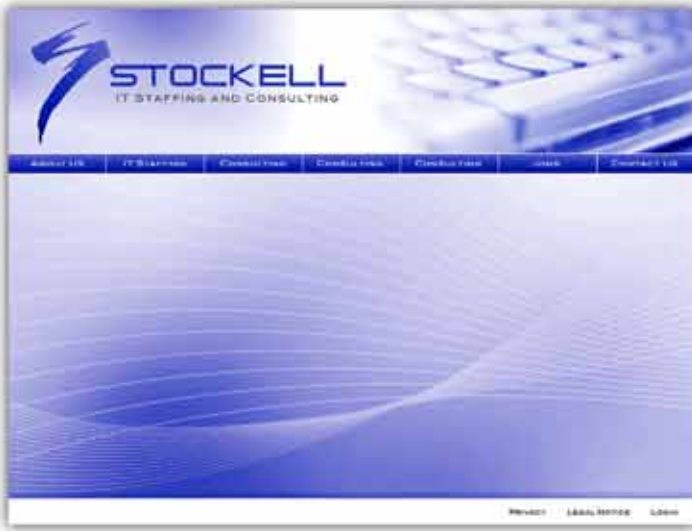 STOCKELL
IT STAFFING AND CONSULTING
ABOUT US IT STAFFING CONSULTING CONSULTING CONSULTING JOBS CONTACT US
PRIVACY LEGAL NOTICE LOGIN